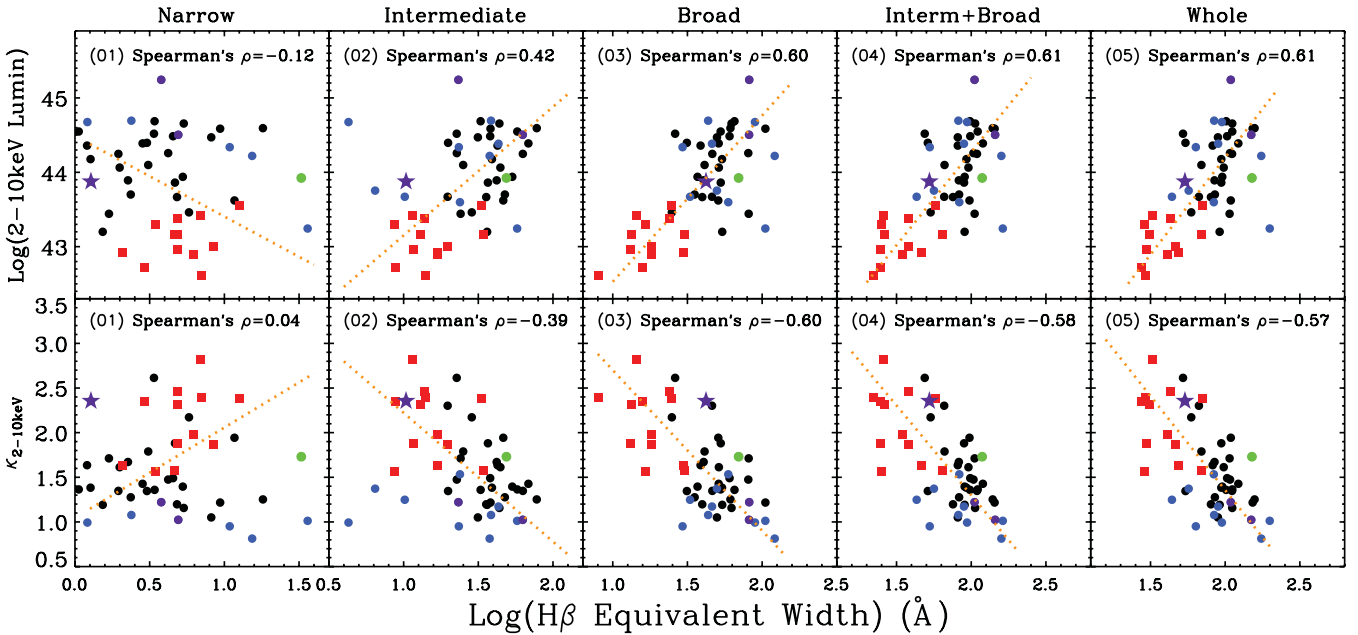 Narrow Intermediate Broad Interm+Broad Whole
(01) Spearman's ρ=−0.12 (02) Spearman's ρ=0.42 (03) Spearman's ρ=0.60 (04) Spearman's ρ=0.61 (05) Spearman's ρ=0.61
Log(2−10keV Lumin)
45
44
43
(01) Spearman's ρ=0.04 (02) Spearman's ρ=−0.39 (03) Spearman's ρ=−0.60 (04) Spearman's ρ=−0.58 (05) Spearman's ρ=−0.57
κ2−10keV
3.5
3.0
2.5
2.0
1.5
1.0
0.5
0.0 0.5 1.0 1.5 0.5 1.0 1.5 2.0 1.0 1.5 2.0 1.5 2.0 2.5 1.5 2.0 2.5
Log(Hβ Equivalent Width) (Å)